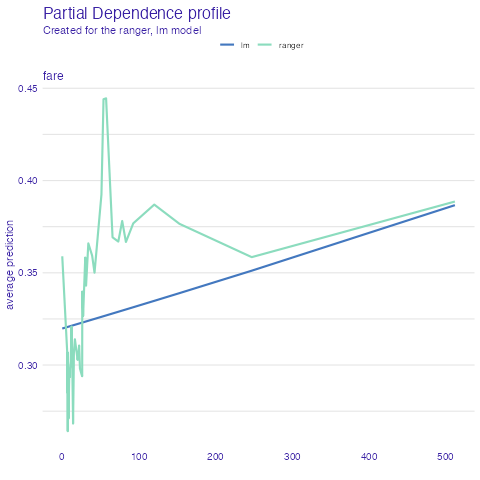 Partial Dependence profile
Created for the ranger, lm model
lm ranger
fare
0.45
0.40
0.35
0.30
average prediction
0 100 200 300 400 500